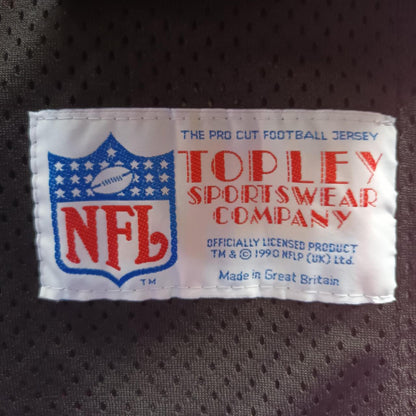 THE PRO CUT FOOTBALL JERSEY
TOPLEY
SPORTSWEAR
COMPANY
OFFICIALLY LICENSED PRODUCT
TM & © 1990 NFLP (UK) Ltd.
Made in Great Britain
NFL
TM